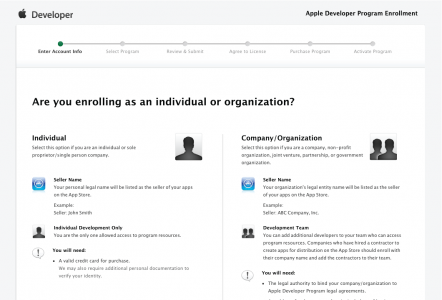 Developer
Apple Developer Program Enrollment
Enter Account Info
Select Program
Review & Submit
Agree to License
Purchase Program
Activate Program
Are you enrolling as an individual or organization?
Individual
Select this option if you are an individual or sole
proprietor/single person company.
Seller Name
Your personal legal name will be listed as the seller of your apps
on the App Store.
Example:
Seller: John Smith
Individual Development Only
You are the only one allowed to access program resources.
You will need:
• A valid credit card for purchase.
We may also require additional personal documentation to
verify your identity.
Company/Organization
Select this option if you are a company, non-profit
organization, joint venture, partnership, or government
organization.
Seller Name
Your organization's legal entity name will be listed as the seller
of your apps on the App Store.
Example:
Seller: ABC Company, Inc.
Development Team
You can add additional developers to your team who can access
program resources. Companies who have hired a contractor to
create apps for distribution on the App Store should enroll with
their company name and add the contractors to their team.
You will need:
• The legal authority to bind your company/organization to
Apple Developer Program legal agreements.